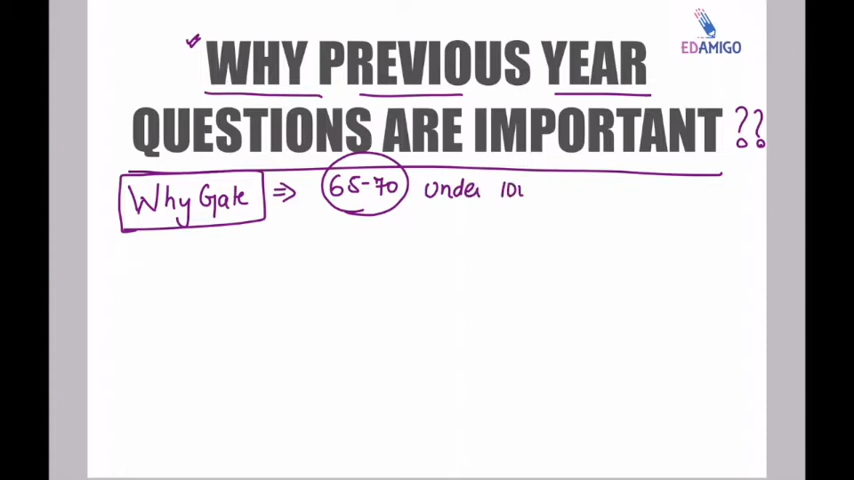 EDAMIGO
WHY PREVIOUS YEAR
QUESTIONS ARE IMPORTANT ??
Why Gate ⇒ 65-70 under